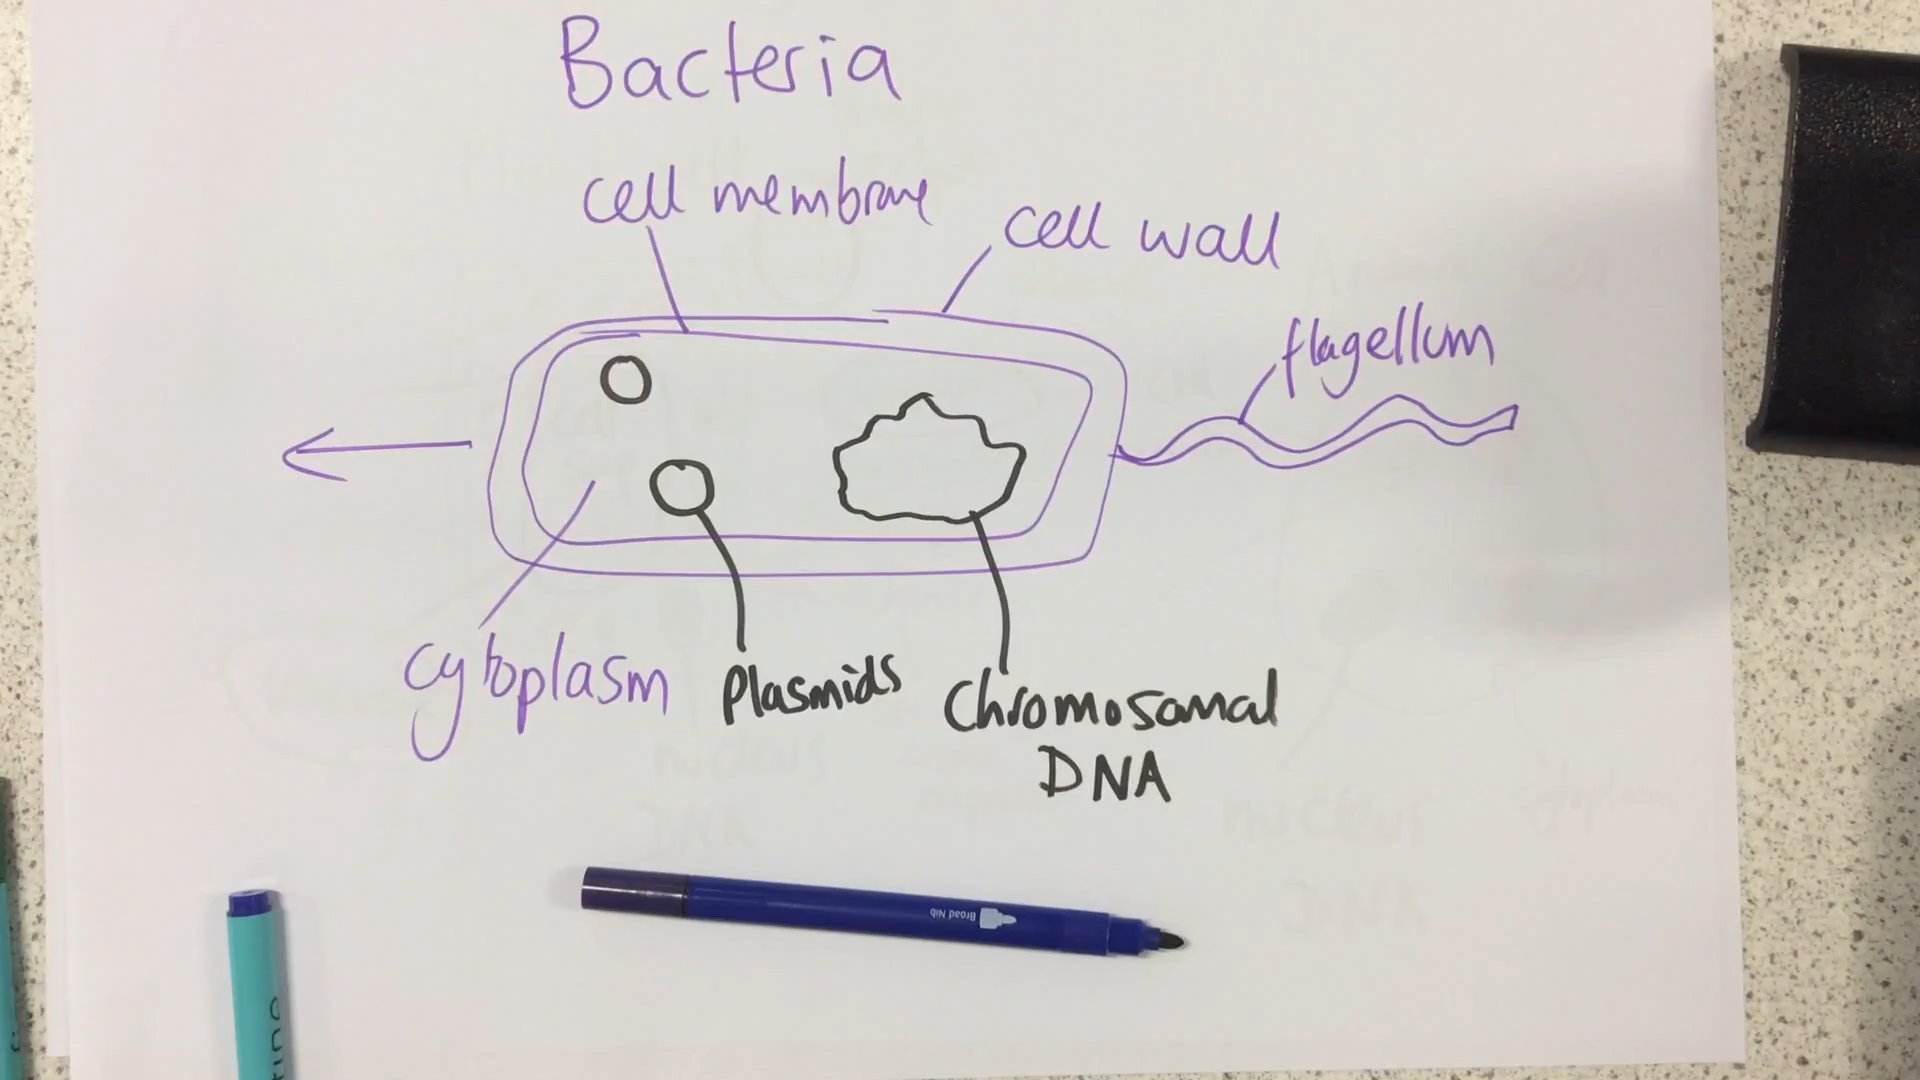 Bacteria
cell membrane
cell wall
flagellum
cytoplasm
Plasmids
Chromosomal
DNA
Broad Nib